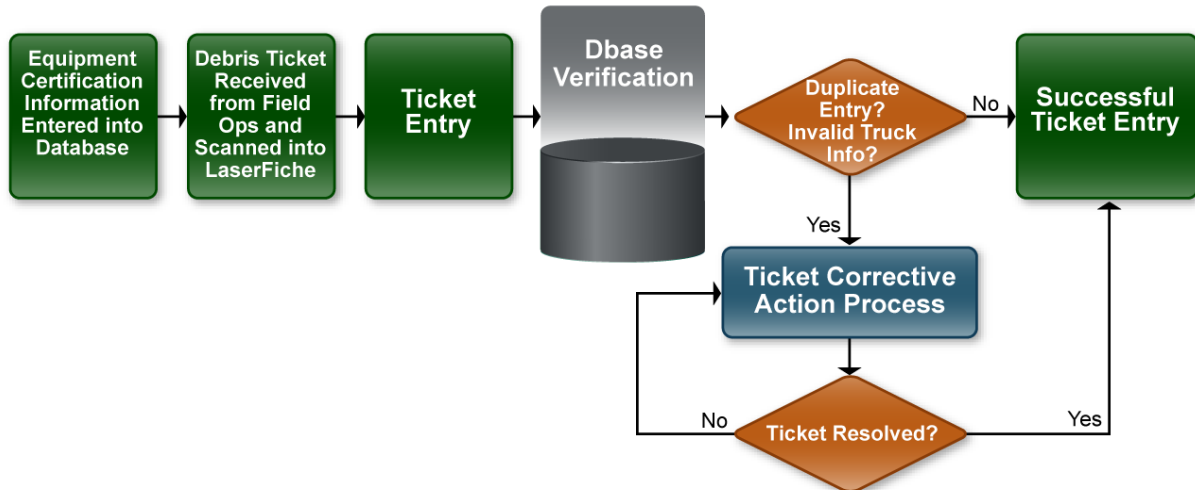 Equipment
Certification
Information
Entered into
Database
Debris Ticket
Received
from Field
Ops and
Scanned into
LaserFiche
Ticket
Entry
Dbase
Verification
Duplicate
Entry?
Invalid Truck
Info?
No
Successful
Ticket Entry
Yes
Ticket Corrective
Action Process
No
Ticket Resolved?
Yes